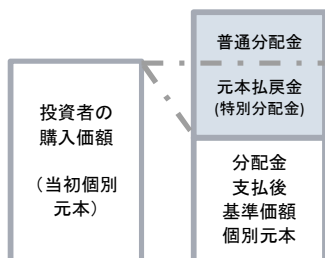 投資者の
購入価額
（当初個別
元本）
普通分配金
元本払戻金
(特別分配金)
分配金
支払後
基準価額
個別元本